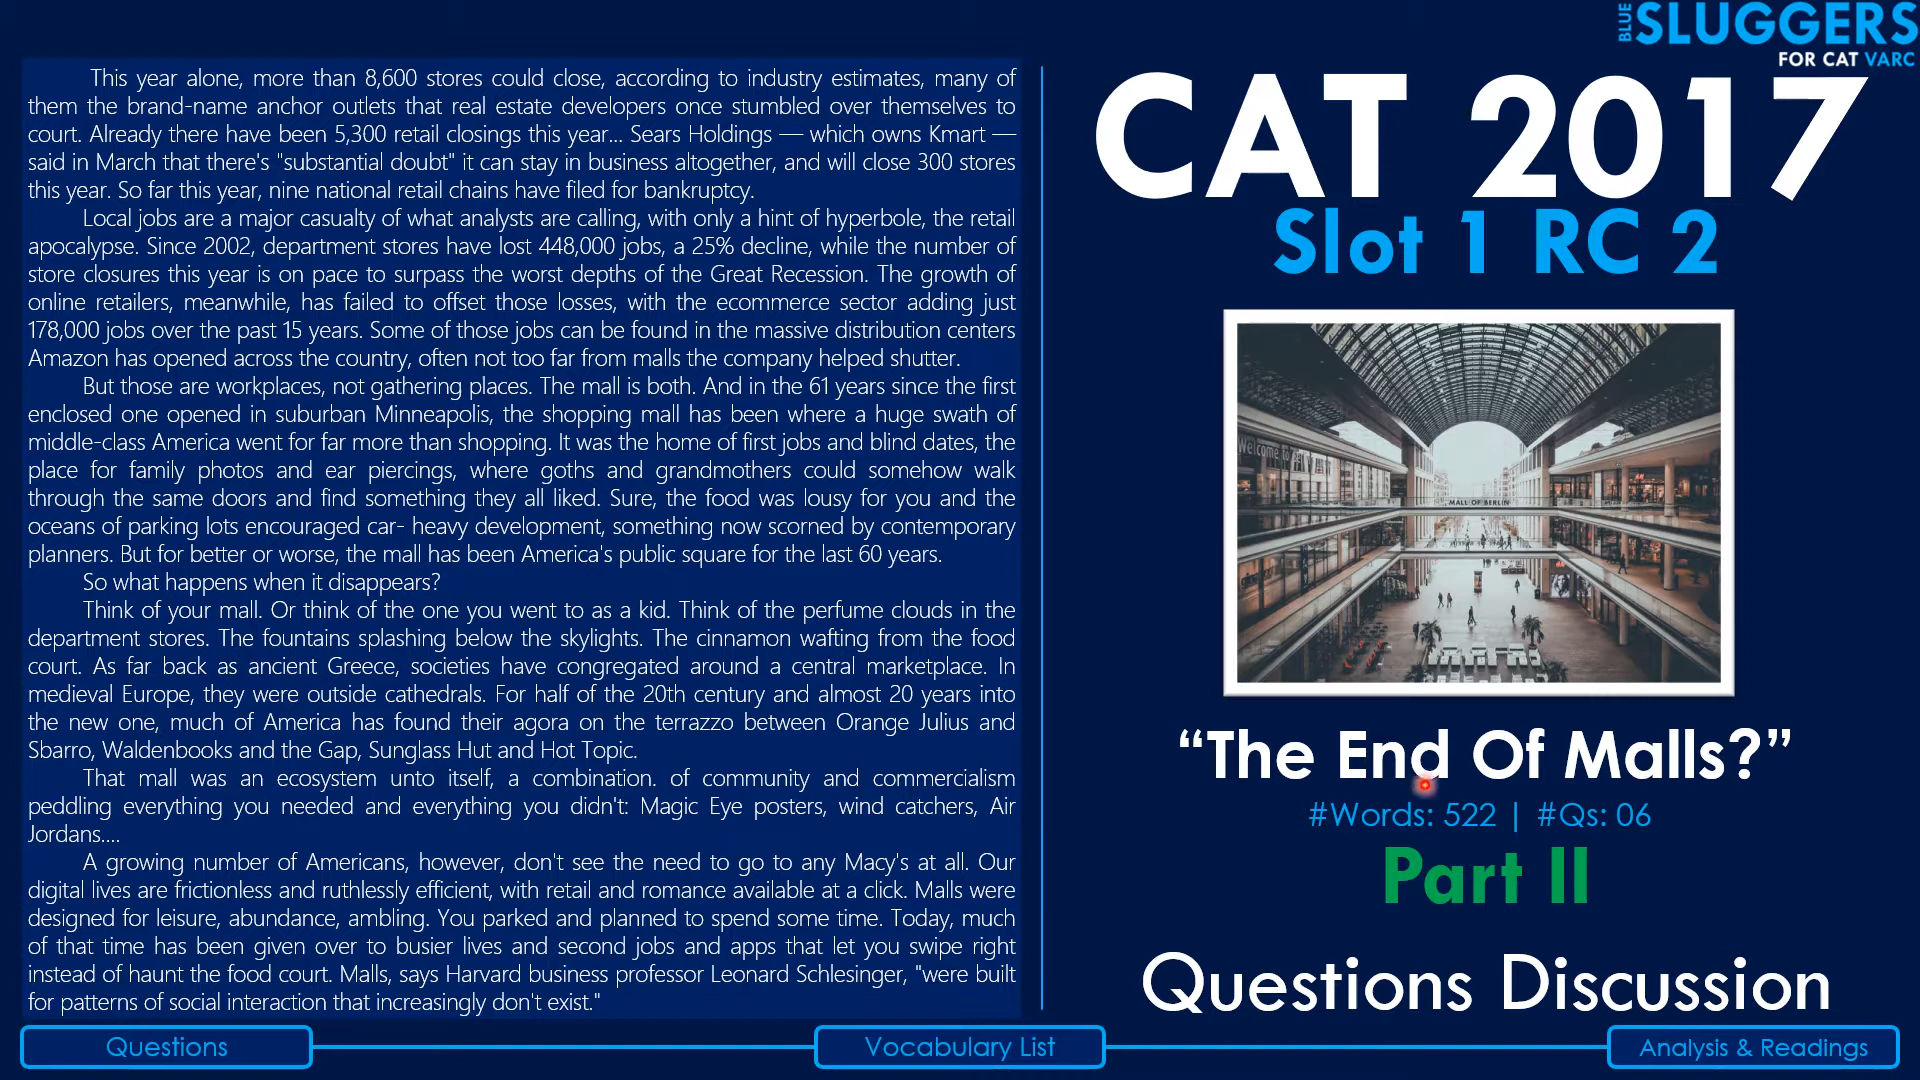 This year alone, more than 8,600 stores could close, according to industry estimates, many of
them the brand-name anchor outlets that real estate developers once stumbled over themselves to
court. Already there have been 5,300 retail closings this year... Sears Holdings — which owns Kmart —
said in March that there's "substantial doubt" it can stay in business altogether, and will close 300 stores
this year. So far this year, nine national retail chains have filed for bankruptcy.
Local jobs are a major casualty of what analysts are calling, with only a hint of hyperbole, the retail
apocalypse. Since 2002, department stores have lost 448,000 jobs, a 25% decline, while the number of
store closures this year is on pace to surpass the worst depths of the Great Recession. The growth of
online retailers, meanwhile, has failed to offset those losses, with the ecommerce sector adding just
178,000 jobs over the past 15 years. Some of those jobs can be found in the massive distribution centers
Amazon has opened across the country, often not too far from malls the company helped shutter.
But those are workplaces, not gathering places. The mall is both. And in the 61 years since the first
enclosed one opened in suburban Minneapolis, the shopping mall has been where a huge swath of
middle-class America went for far more than shopping. It was the home of first jobs and blind dates, the
place for family photos and ear piercings, where goths and grandmothers could somehow walk
through the same doors and find something they all liked. Sure, the food was lousy for you and the
oceans of parking lots encouraged car- heavy development, something now scorned by contemporary
planners. But for better or worse, the mall has been America's public square for the last 60 years.
So what happens when it disappears?
Think of your mall. Or think of the one you went to as a kid. Think of the perfume clouds in the
department stores. The fountains splashing below the skylights. The cinnamon wafting from the food
court. As far back as ancient Greece, societies have congregated around a central marketplace. In
medieval Europe, they were outside cathedrals. For half of the 20th century and almost 20 years into
the new one, much of America has found their agora on the terrazzo between Orange Julius and
Sbarro, Waldenbooks and the Gap, Sunglass Hut and Hot Topic.
That mall was an ecosystem unto itself, a combination. of community and commercialism
peddling everything you needed and everything you didn't: Magic Eye posters, wind catchers, Air
Jordans....
A growing number of Americans, however, don't see the need to go to any Macy's at all. Our
digital lives are frictionless and ruthlessly efficient, with retail and romance available at a click. Malls were
designed for leisure, abundance, ambling. You parked and planned to spend some time. Today, much
of that time has been given over to busier lives and second jobs and apps that let you swipe right
instead of haunt the food court. Malls, says Harvard business professor Leonard Schlesinger, "were built
for patterns of social interaction that increasingly don't exist."
BLUE SLUGGERS
FOR CAT VARC
CAT 2017
Slot 1 RC 2
Welcome to
MALL OF BERLIN
“The End Of Malls?”
#Words: 522 | #Qs: 06
Part II
Questions Discussion
Questions
Vocabulary List
Analysis & Readings